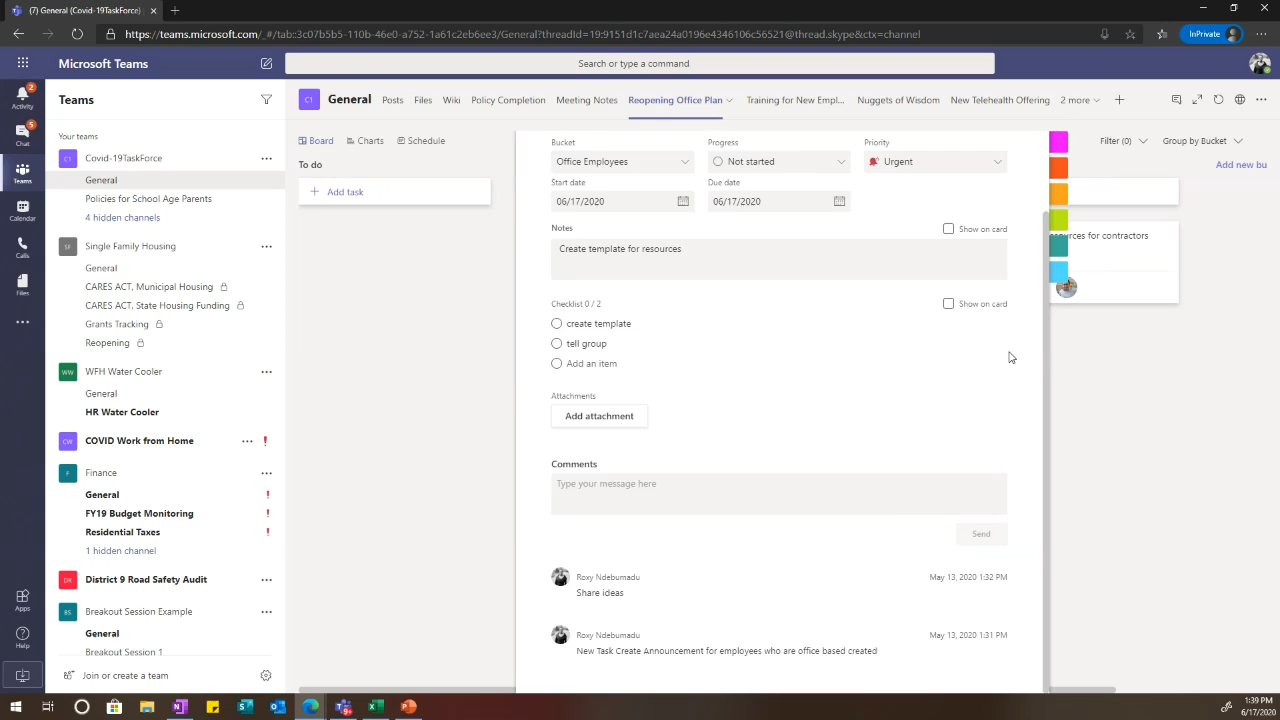 (7) General (Covid-19TaskForce)
https://teams.microsoft.com/_#/tab::3c07b5b5-110b-46e0-a752-1a61c2eb6ee3/General?threadId=19:9151d1c7aea24a0196e4346106c56521@thread.skype&ctx=channel
InPrivate
Microsoft Teams
Search or type a command
Activity
2
Chat
5
Teams
Calendar
Calls
Files
Apps
Help
Teams
Your teams
C1 Covid-19TaskForce
General
Policies for School Age Parents
4 hidden channels
SF Single Family Housing
General
CARES ACT, Municipal Housing
CARES ACT, State Housing Funding
Grants Tracking
Reopening
WW WFH Water Cooler
General
HR Water Cooler
CW COVID Work from Home !
F Finance
General !
FY19 Budget Monitoring !
Residential Taxes !
1 hidden channel
DR District 9 Road Safety Audit
BS Breakout Session Example
General
Breakout Session 1
Join or create a team
C1 General Posts Files Wiki Policy Completion Meeting Notes Reopening Office Plan Training for New Empl... Nuggets of Wisdom New Telehealth Offering 2 more
Board Charts Schedule Filter (0) Group by Bucket
To do
Add new bu
Add task
Bucket Progress Priority
Office Employees Not started Urgent
Start date Due date
06/17/2020 06/17/2020
Notes Show on card
Create template for resources
Checklist 0 / 2 Show on card
create template
tell group
Add an item
Attachments
Add attachment
Comments
Type your message here
Send
Roxy Ndebumadu May 13, 2020 1:32 PM
Share ideas
Roxy Ndebumadu May 13, 2020 1:31 PM
New Task Create Announcement for employees who are office based created
for contractors
1:39 PM
6/17/2020